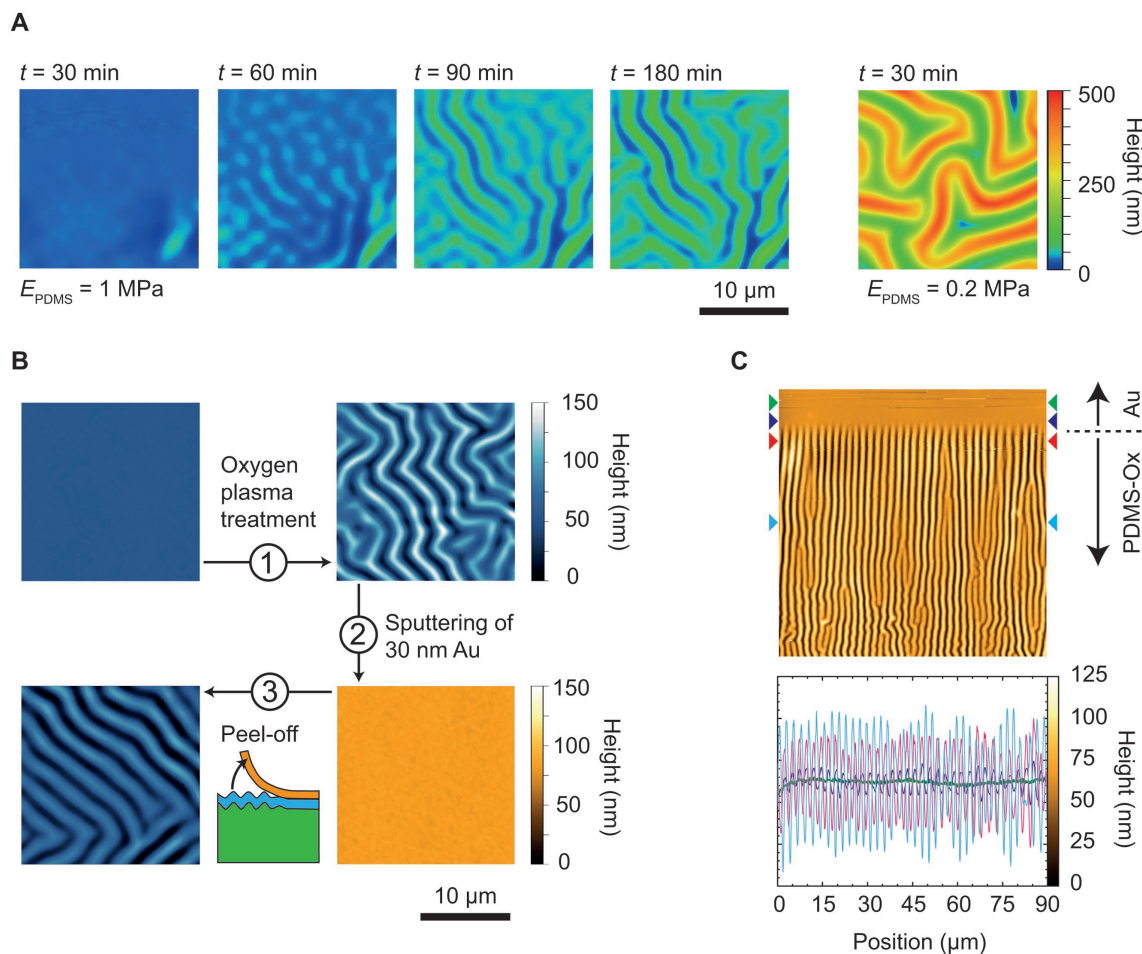 A
t = 30 min
t = 60 min
t = 90 min
t = 180 min
t = 30 min
500
250
0
Height (nm)
E_PDMS = 1 MPa
E_PDMS = 0.2 MPa
10 µm
B
Oxygen
plasma
treatment
1
150
100
50
0
Height (nm)
2
Sputtering of
30 nm Au
3
Peel-off
150
100
50
0
Height (nm)
10 µm
C
Au
PDMS-Ox
125
100
75
50
25
0
Height (nm)
0 15 30 45 60 75 90
Position (µm)